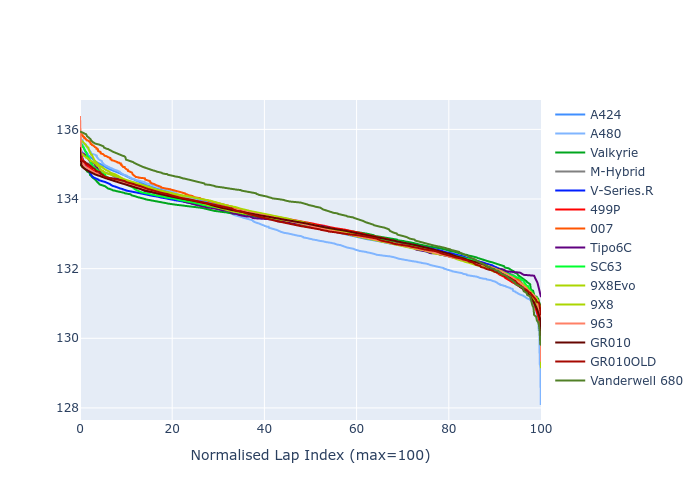 136
134
132
130
128
0
20
40
60
80
100
Normalised Lap Index (max=100)
A424
A480
Valkyrie
M-Hybrid
V-Series.R
499P
007
Tipo6C
SC63
9X8Evo
9X8
963
GR010
GR010OLD
Vanderwell 680